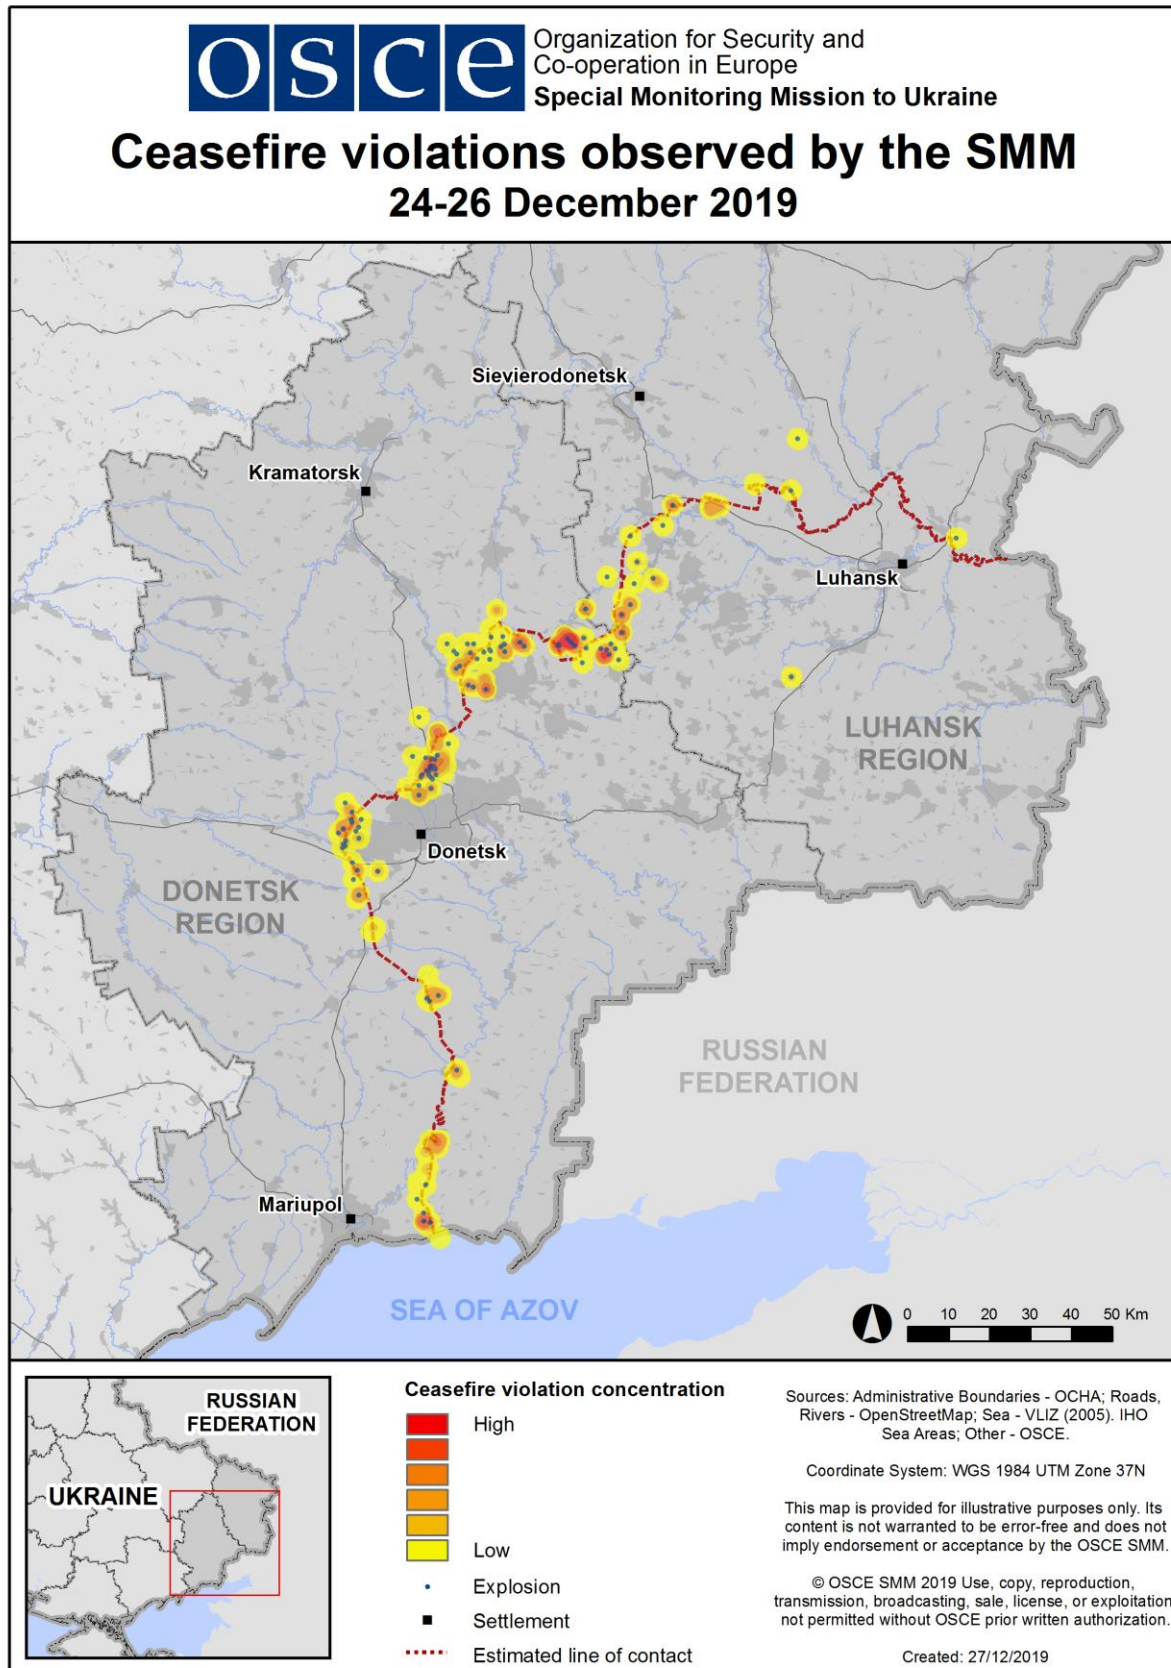 osce
Organization for Security and
Co-operation in Europe
Special Monitoring Mission to Ukraine
Ceasefire violations observed by the SMM
24-26 December 2019
Sievierodonetsk
Kramatorsk
Luhansk
LUHANSK
REGION
Donetsk
DONETSK
REGION
RUSSIAN
FEDERATION
Mariupol
SEA OF AZOV
0 10 20 30 40 50 Km
RUSSIAN
FEDERATION
UKRAINE
Ceasefire violation concentration
High
Low
Explosion
Settlement
Estimated line of contact
Sources: Administrative Boundaries - OCHA; Roads,
Rivers - OpenStreetMap; Sea - VLIZ (2005). IHO
Sea Areas; Other - OSCE.
Coordinate System: WGS 1984 UTM Zone 37N
This map is provided for illustrative purposes only. Its
content is not warranted to be error-free and does not
imply endorsement or acceptance by the OSCE SMM.
© OSCE SMM 2019 Use, copy, reproduction,
transmission, broadcasting, sale, license, or exploitation
not permitted without OSCE prior written authorization.
Created: 27/12/2019